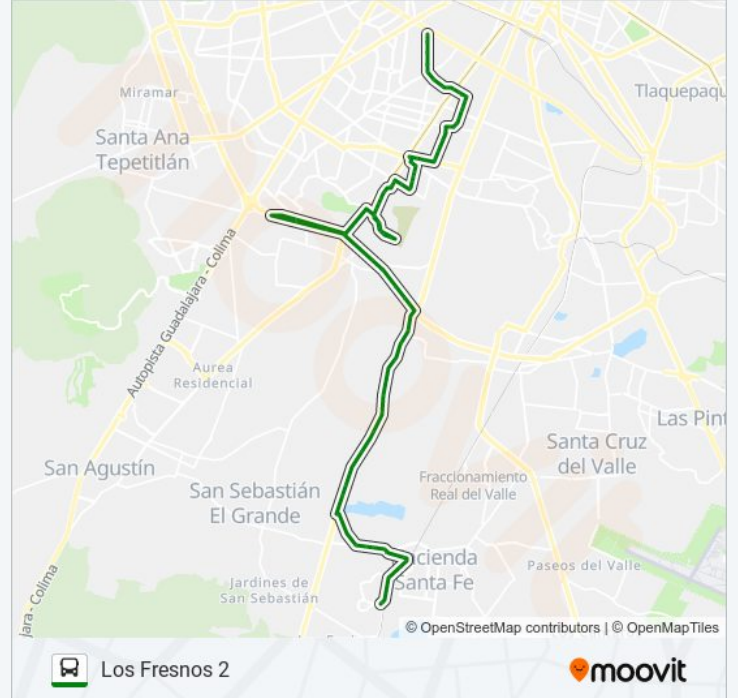 Miramar
Tlaquepaqu
Santa Ana
Tepetitlán
Autopista Guadalajara - Colima
Aurea
Residencial
Las Pint
Santa Cruz
del Valle
San Agustín
San Sebastián
El Grande
Fraccionamiento
Real del Valle
cienda
Santa Fe
Paseos del Valle
Jardines de
San Sebastián
jara - Colima
© OpenStreetMap contributors | © OpenMapTiles
Los Fresnos 2
moovit